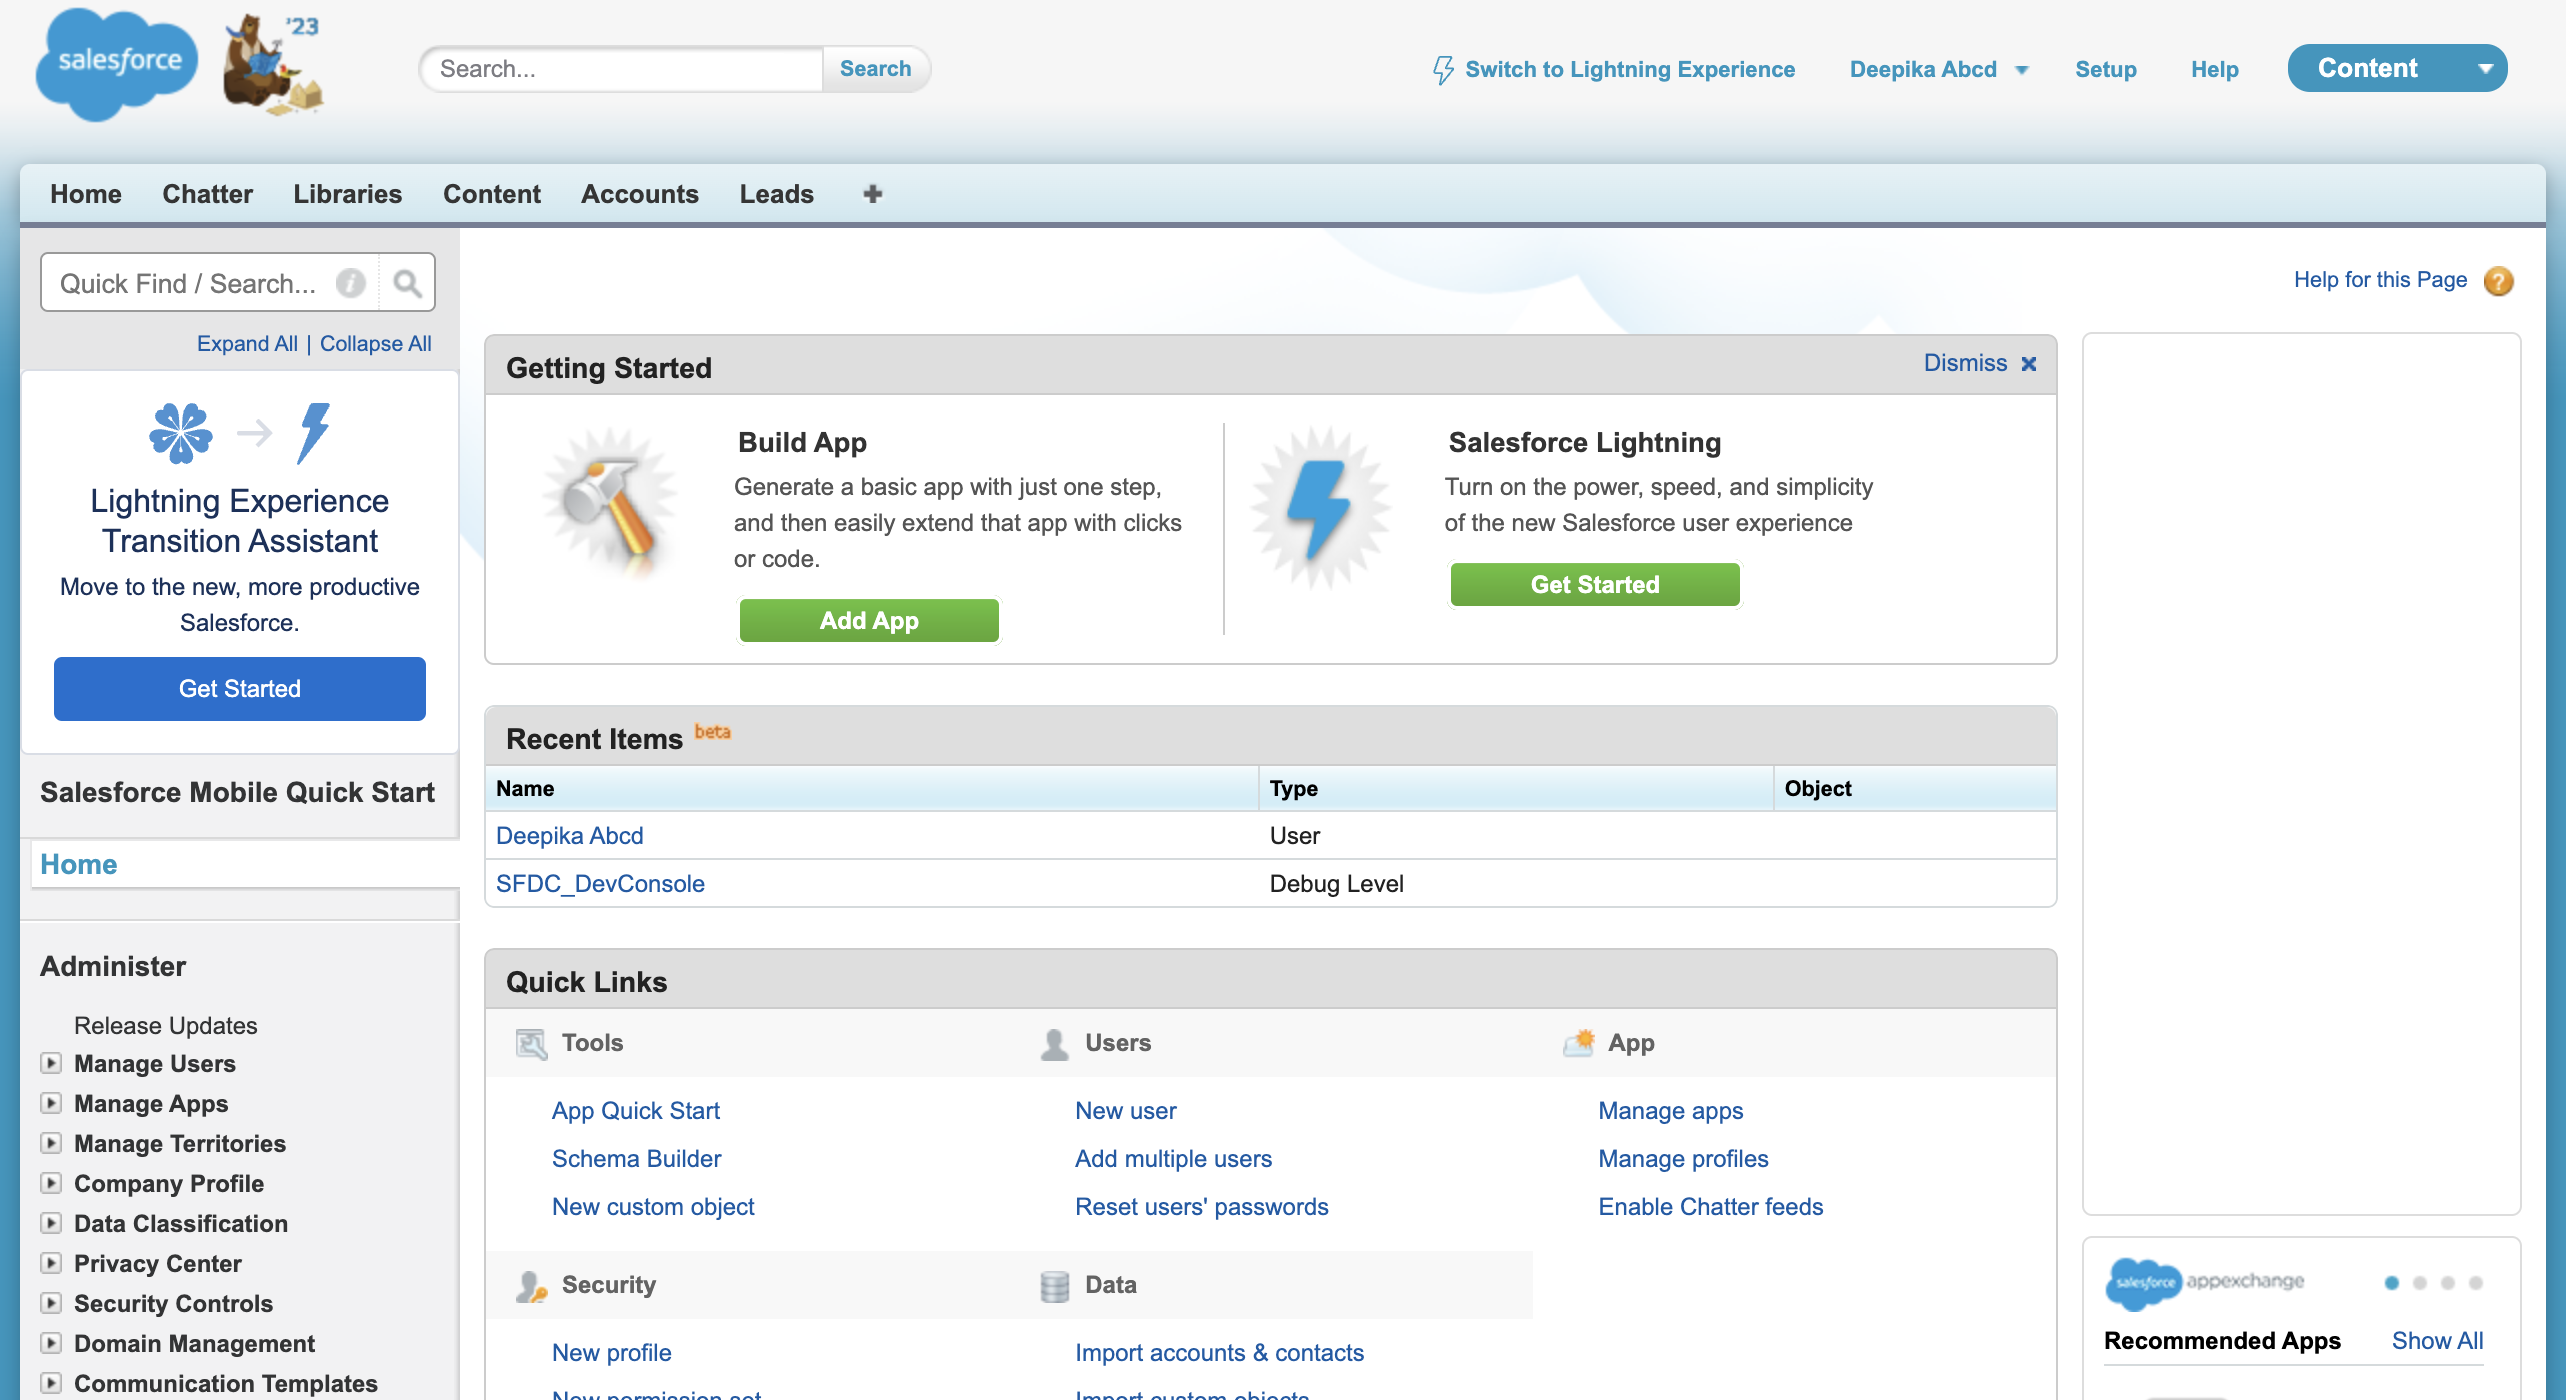 salesforce
'23
Search...
Search
Switch to Lightning Experience
Deepika Abcd
Setup
Help
Content
Home
Chatter
Libraries
Content
Accounts
Leads
Quick Find / Search...
Expand All | Collapse All
Lightning Experience
Transition Assistant
Move to the new, more productive
Salesforce.
Get Started
Salesforce Mobile Quick Start
Home
Administer
Release Updates
Manage Users
Manage Apps
Manage Territories
Company Profile
Data Classification
Privacy Center
Security Controls
Domain Management
Communication Templates
Help for this Page
Getting Started
Dismiss
Build App
Generate a basic app with just one step,
and then easily extend that app with clicks
or code.
Add App
Salesforce Lightning
Turn on the power, speed, and simplicity
of the new Salesforce user experience
Get Started
Recent Items beta
Name Type Object
Deepika Abcd User
SFDC_DevConsole Debug Level
Quick Links
Tools
App Quick Start
Schema Builder
New custom object
Users
New user
Add multiple users
Reset users' passwords
App
Manage apps
Manage profiles
Enable Chatter feeds
Security
New profile
New permission set
Data
Import accounts & contacts
Import custom objects
salesforce appexchange
Recommended Apps
Show All